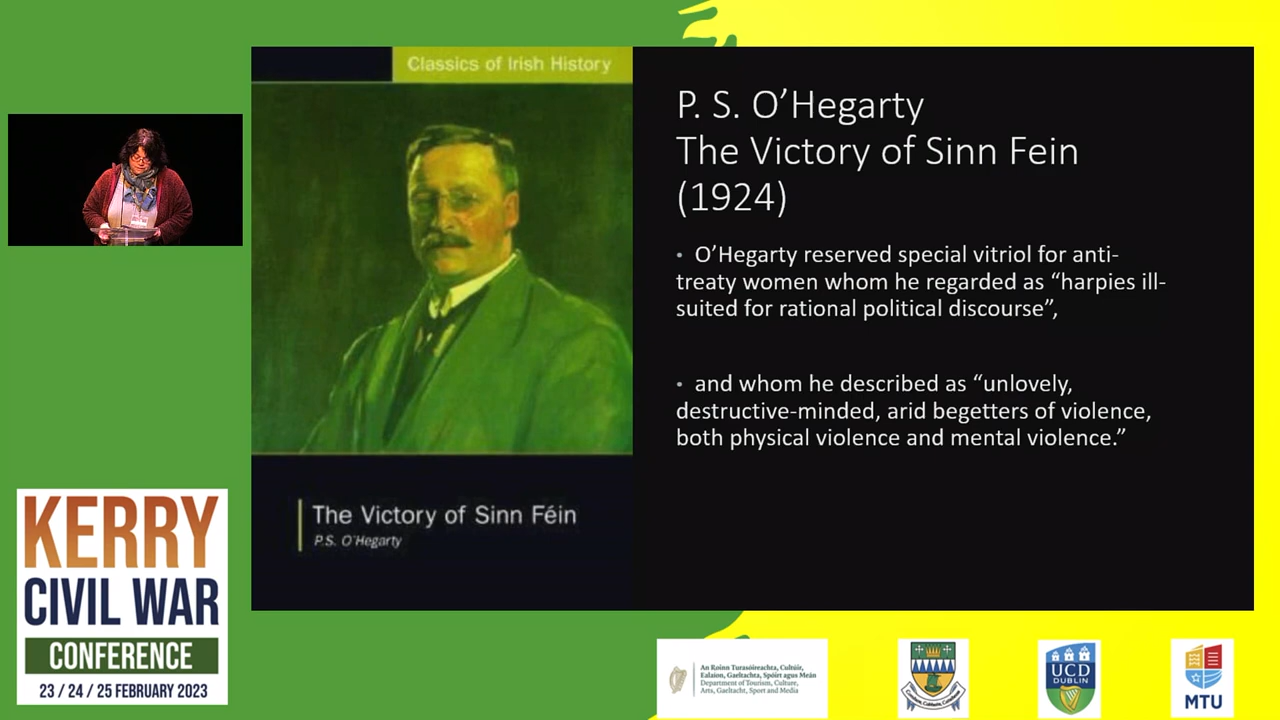 Classics of Irish History
The Victory of Sinn Féin
P.S. O'Hegarty
P. S. O’Hegarty
The Victory of Sinn Fein
(1924)
• O’Hegarty reserved special vitriol for anti-
treaty women whom he regarded as “harpies ill-
suited for rational political discourse”,
• and whom he described as “unlovely,
destructive-minded, arid begetters of violence,
both physical violence and mental violence.”
KERRY
CIVIL WAR
CONFERENCE
23 / 24 / 25 FEBRUARY 2023
An Roinn Turasóireachta, Cultúir,
Ealaíon, Gaeltachta, Spóirt agus Meán
Department of Tourism, Culture,
Arts, Gaeltacht, Sport and Media
UCD
DUBLIN
MTU